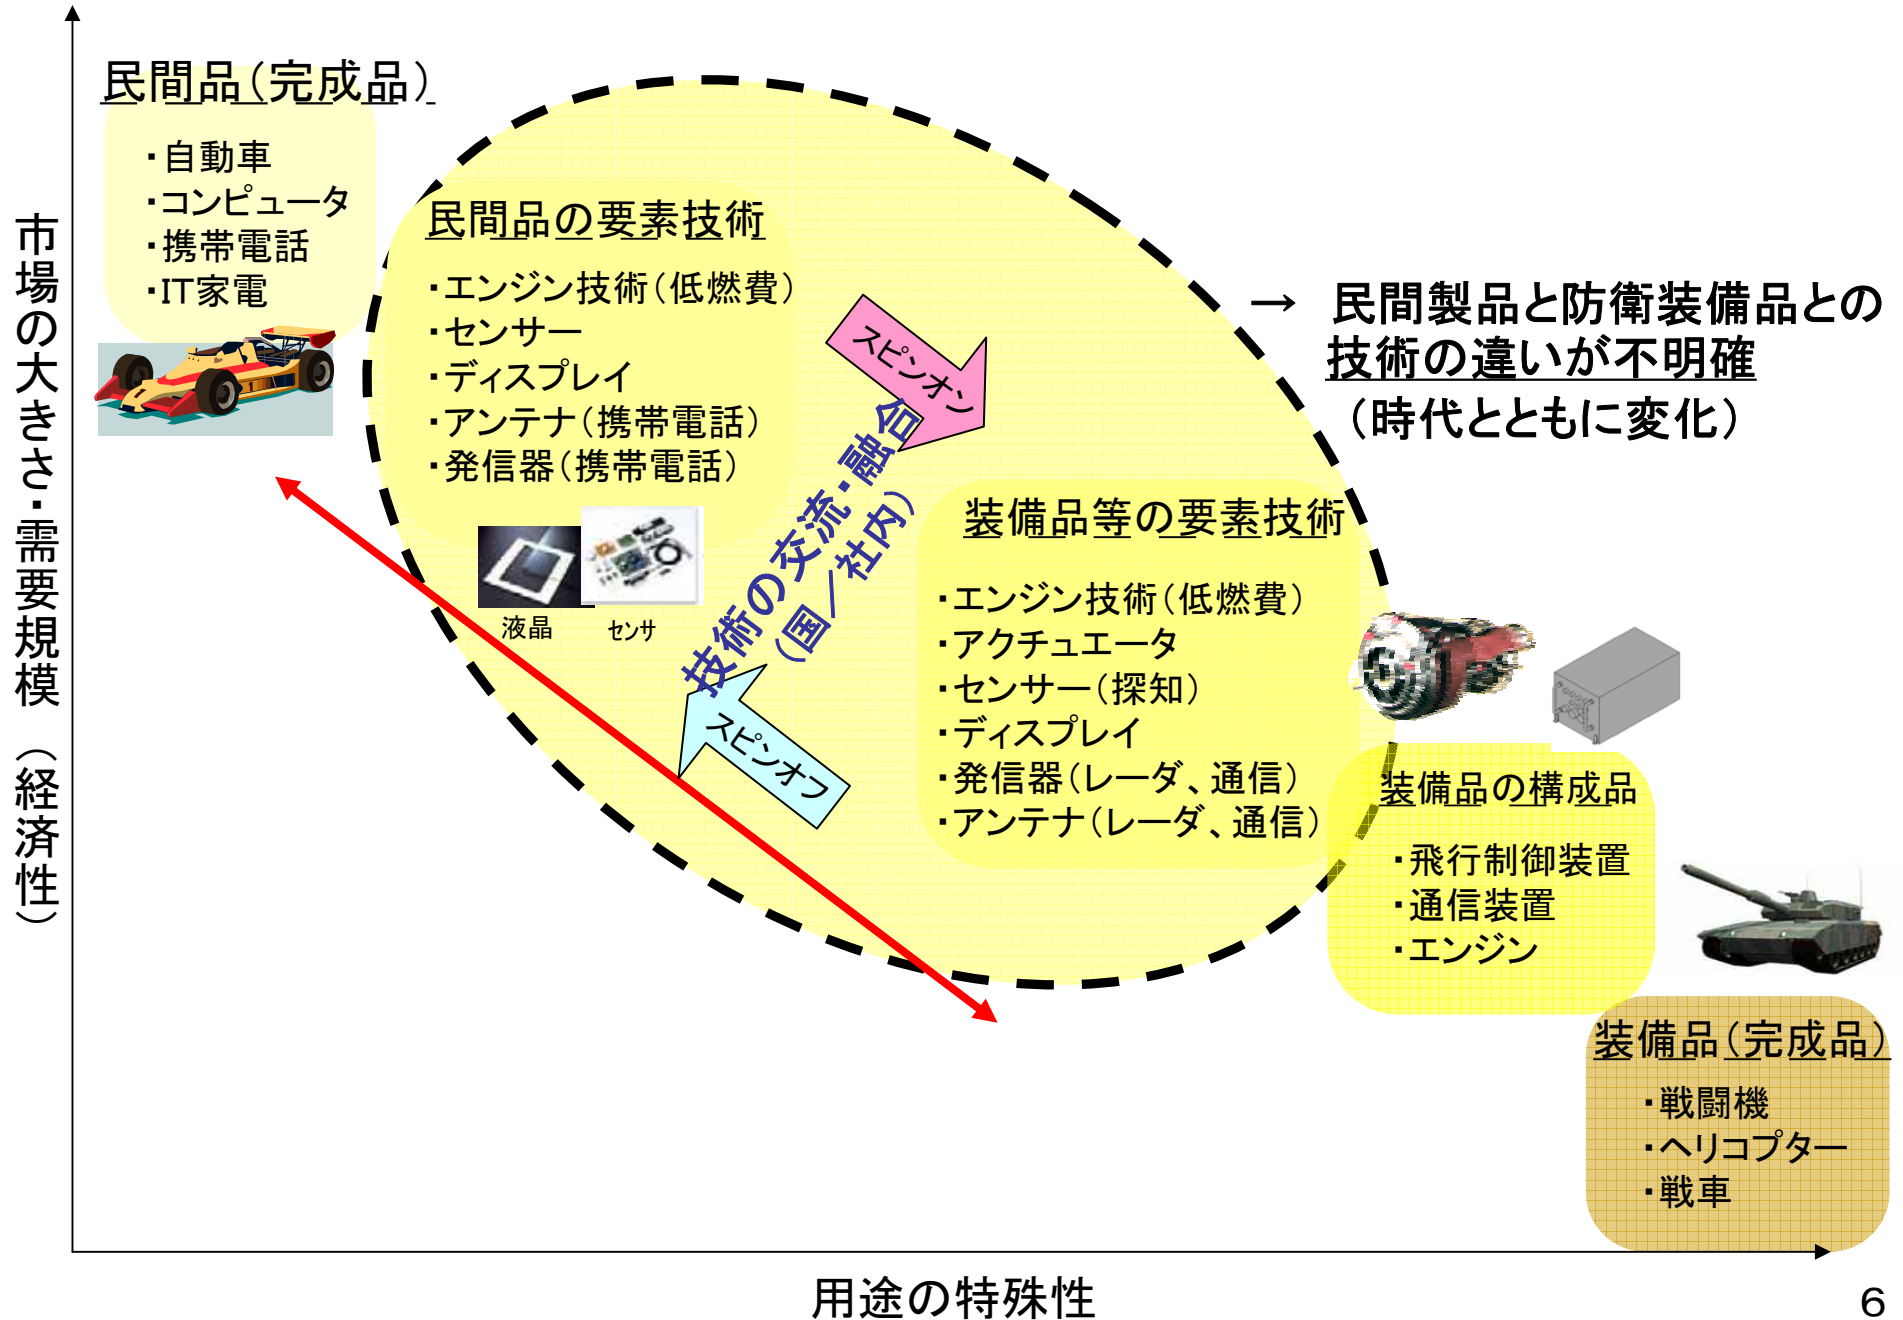 民間品（完成品）
・自動車
・コンピュータ
・携帯電話
・IT家電
市場の大きさ・需要規模　（経済性）
民間品の要素技術
・エンジン技術（低燃費）
・センサー
・ディスプレイ
・アンテナ（携帯電話）
・発信器（携帯電話）
液晶
センサ
スピンオン
技術の交流・融合
（国／社内）
スピンオフ
→　民間製品と防衛装備品との
技術の違いが不明確
（時代とともに変化）
装備品等の要素技術
・エンジン技術（低燃費）
・アクチュエータ
・センサー（探知）
・ディスプレイ
・発信器（レーダ、通信）
・アンテナ（レーダ、通信）
装備品の構成品
・飛行制御装置
・通信装置
・エンジン
装備品（完成品）
・戦闘機
・ヘリコプター
・戦車
用途の特殊性
6